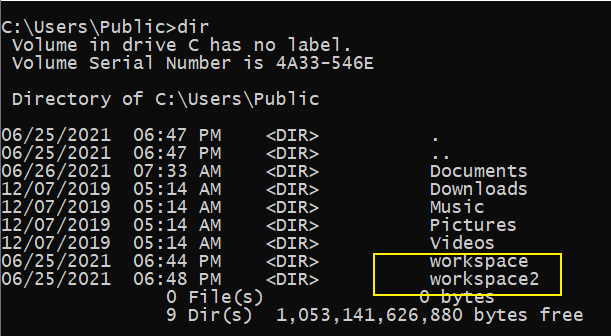 C:\Users\Public>dir
 Volume in drive C has no label.
 Volume Serial Number is 4A33-546E
 Directory of C:\Users\Public
06/25/2021  06:47 PM    <DIR>          .
06/25/2021  06:47 PM    <DIR>          ..
06/26/2021  07:33 AM    <DIR>          Documents
12/07/2019  05:14 AM    <DIR>          Downloads
12/07/2019  05:14 AM    <DIR>          Music
12/07/2019  05:14 AM    <DIR>          Pictures
12/07/2019  05:14 AM    <DIR>          Videos
06/25/2021  06:44 PM    <DIR>          workspace
06/25/2021  06:48 PM    <DIR>          workspace2
               0 File(s)              0 bytes
               9 Dir(s)  1,053,141,626,880 bytes free